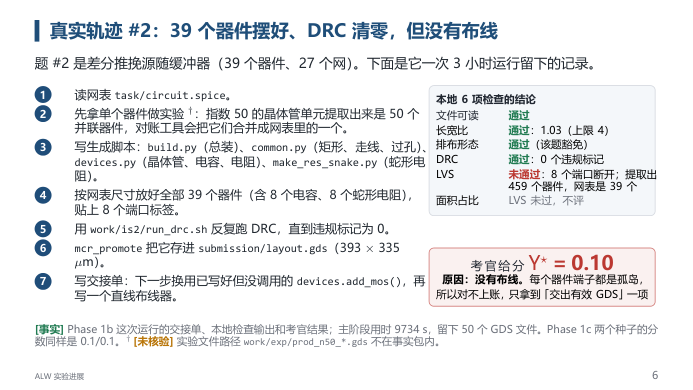 真实轨迹 #2：39 个器件摆好、DRC 清零，但没有布线
题 #2 是差分推挽源随缓冲器（39 个器件、27 个网）。下面是它一次 3 小时运行留下的记录。
1 读网表 task/circuit.spice。
2 先拿单个器件做实验 †：指数 50 的晶体管单元提取出来是 50 个
并联器件，对账工具会把它们合并成网表里的一个。
3 写生成脚本：build.py（总装）、common.py（矩形、走线、过孔）、
devices.py（晶体管、电容、电阻）、make_res_snake.py（蛇形电
阻）。
4 按网表尺寸放好全部 39 个器件（含 8 个电容、8 个蛇形电阻），
贴上 8 个端口标签。
5 用 work/is2/run_drc.sh 反复跑 DRC，直到违规标记为 0。
6 mcr_promote 把它存进 submission/layout.gds（393 × 335
μm）。
7 写交接单：下一步换用已写好但没调用的 devices.add_mos()，再
写一个直线布线器。
本地 6 项检查的结论
文件可读 通过
长宽比 通过：1.03（上限 4）
排布形态 通过（该题豁免）
DRC 通过：0 个违规标记
LVS 未通过：8 个端口断开；提取出
459 个器件，网表是 39 个
面积占比 LVS 未过，不评
考官给分 Y* = 0.10
原因：没有布线。每个器件端子都是孤岛，
所以对不上账，只拿到「交出有效 GDS」一项
[事实] Phase 1b 这次运行的交接单、本地检查输出和考官结果；主阶段用时 9734 s，留下 50 个 GDS 文件。Phase 1c 两个种子的分
数同样是 0.1/0.1。† [未核验] 实验文件路径 work/exp/prod_n50_*.gds 不在事实包内。
ALW 实验进展
6